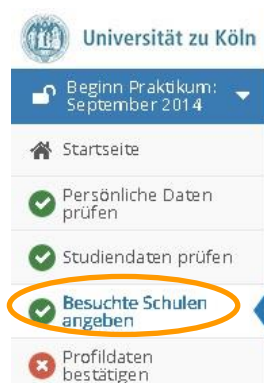 Universität zu Köln
Beginn Praktikum:
September 2014
Startseite
Persönliche Daten
prüfen
Studiendaten prüfen
Besuchte Schulen
angeben
Profildaten
bestätigen